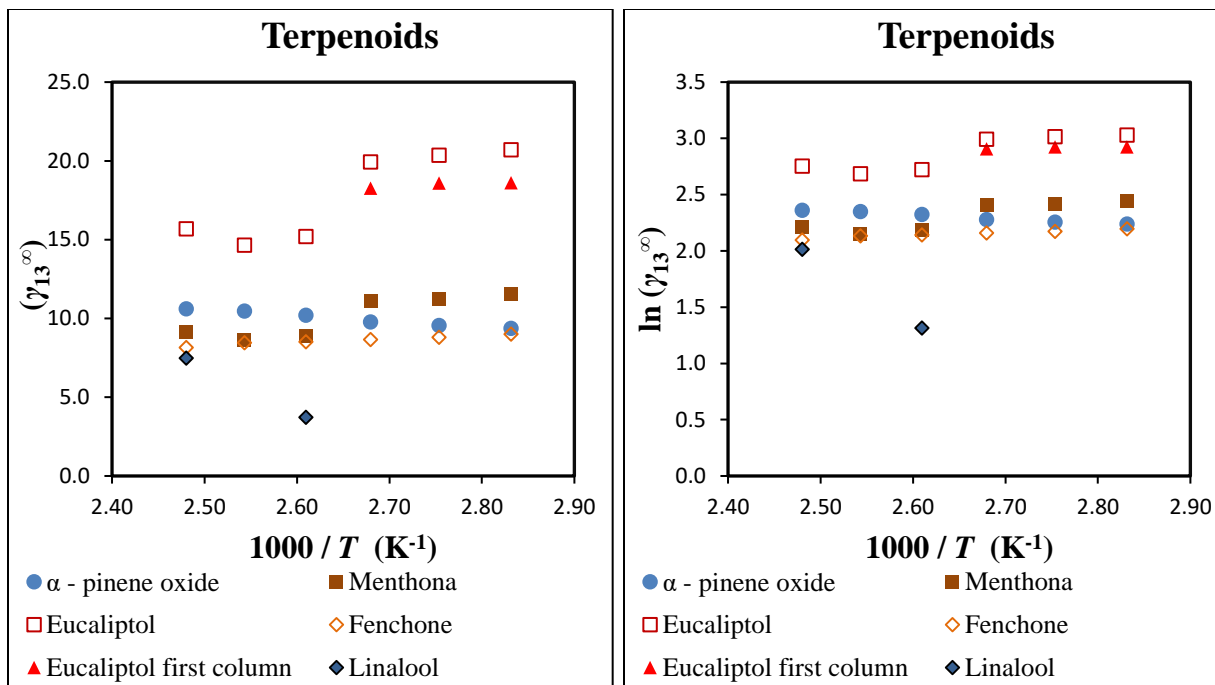 Terpenoids
25.0
20.0
15.0
10.0
5.0
0.0
(γ13∞)
2.40 2.50 2.60 2.70 2.80 2.90
1000 / T (K-1)
α - pinene oxide Menthona
Eucaliptol Fenchone
Eucaliptol first column Linalool
Terpenoids
3.5
3.0
2.5
2.0
1.5
1.0
0.5
0.0
ln (γ13∞)
2.40 2.50 2.60 2.70 2.80 2.90
1000 / T (K-1)
α - pinene oxide Menthona
Eucaliptol Fenchone
Eucaliptol first column Linalool